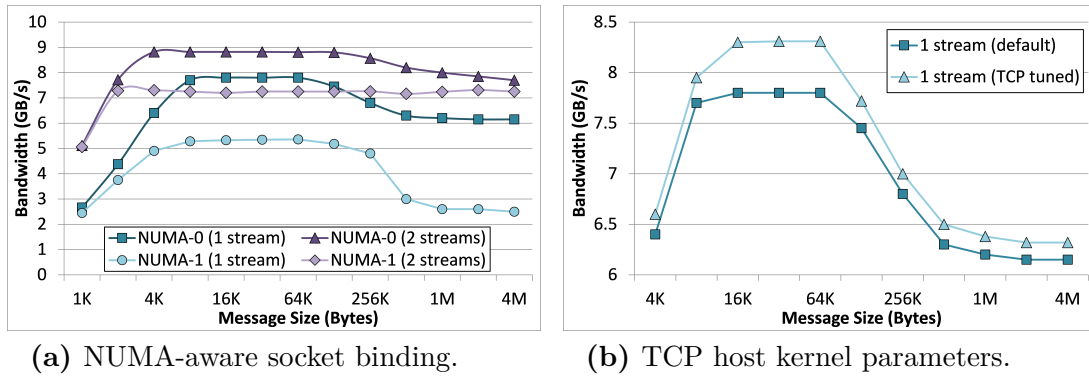 10
9
8
7
6
5
4
3
2
1
0
Bandwidth (GB/s)
NUMA-0 (1 stream) NUMA-0 (2 streams)
NUMA-1 (1 stream) NUMA-1 (2 streams)
1K 4K 16K 64K 256K 1M 4M
Message Size (Bytes)
(a) NUMA-aware socket binding.
8.5
8
7.5
7
6.5
6
Bandwidth (GB/s)
1 stream (default)
1 stream (TCP tuned)
4K 16K 64K 256K 1M 4M
Message Size (Bytes)
(b) TCP host kernel parameters.